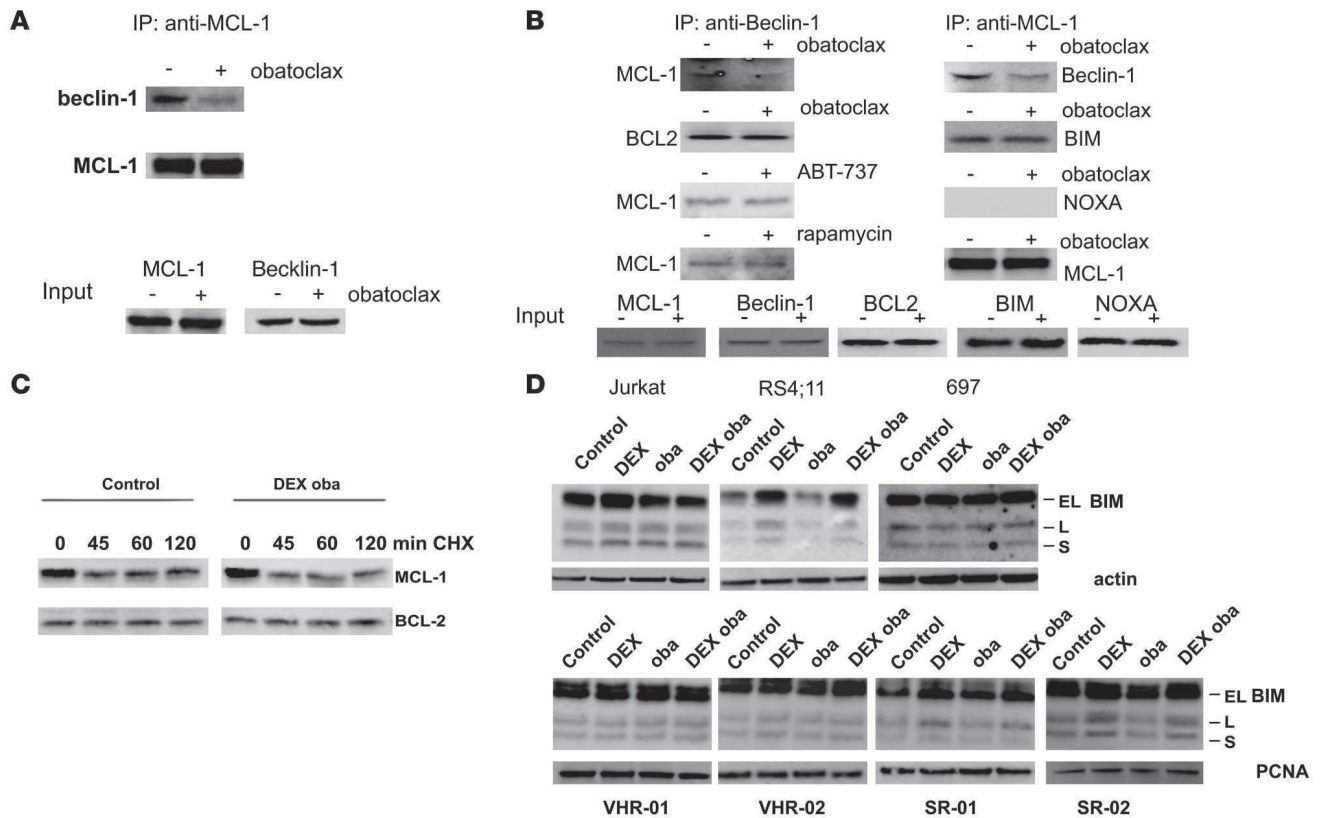 A
IP: anti-MCL-1
- + obatoclax
beclin-1
MCL-1
MCL-1 Becklin-1
Input - + - + obatoclax
B
IP: anti-Beclin-1 IP: anti-MCL-1
- + obatoclax - + obatoclax
MCL-1 Beclin-1
- + obatoclax - + obatoclax
BCL2 BIM
- + ABT-737 - + obatoclax
MCL-1 NOXA
- + rapamycin - + obatoclax
MCL-1 MCL-1
MCL-1 Beclin-1 BCL2 BIM NOXA
Input - + - + - + - + - +
C
Control DEX oba
0 45 60 120 0 45 60 120 min CHX
MCL-1
BCL-2
D
Jurkat RS4;11 697
Control DEX oba DEX oba Control DEX oba DEX oba Control DEX oba DEX oba
– EL BIM
– L
– S
actin
Control DEX oba DEX oba Control DEX oba DEX oba Control DEX oba DEX oba Control DEX oba DEX oba
– EL BIM
– L
– S
PCNA
VHR-01 VHR-02 SR-01 SR-02